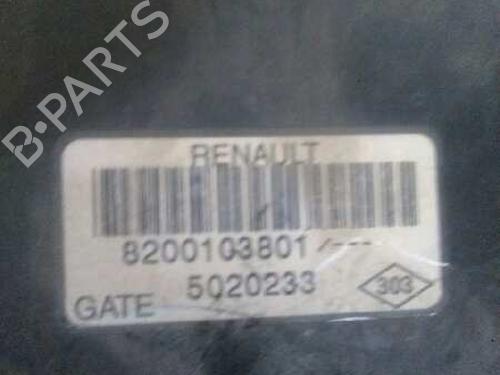 B-PARTS
RENAULT
8200103801/---
5020233
GATE
303